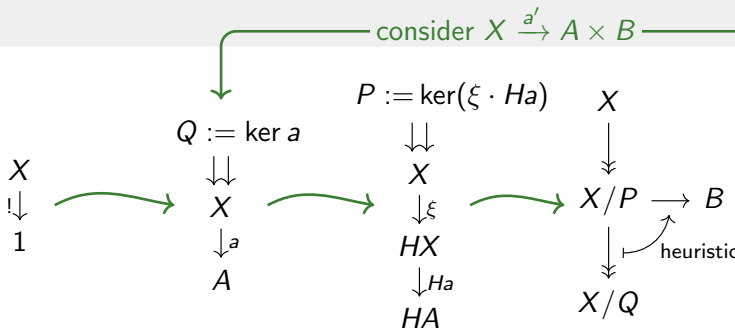 consider X →a′ A × B
P := ker(ξ · Ha)
Q := ker a
X
! 
1
X
a
A
X
ξ
HX
Ha
HA
X
X/P → B
heuristic
X/Q